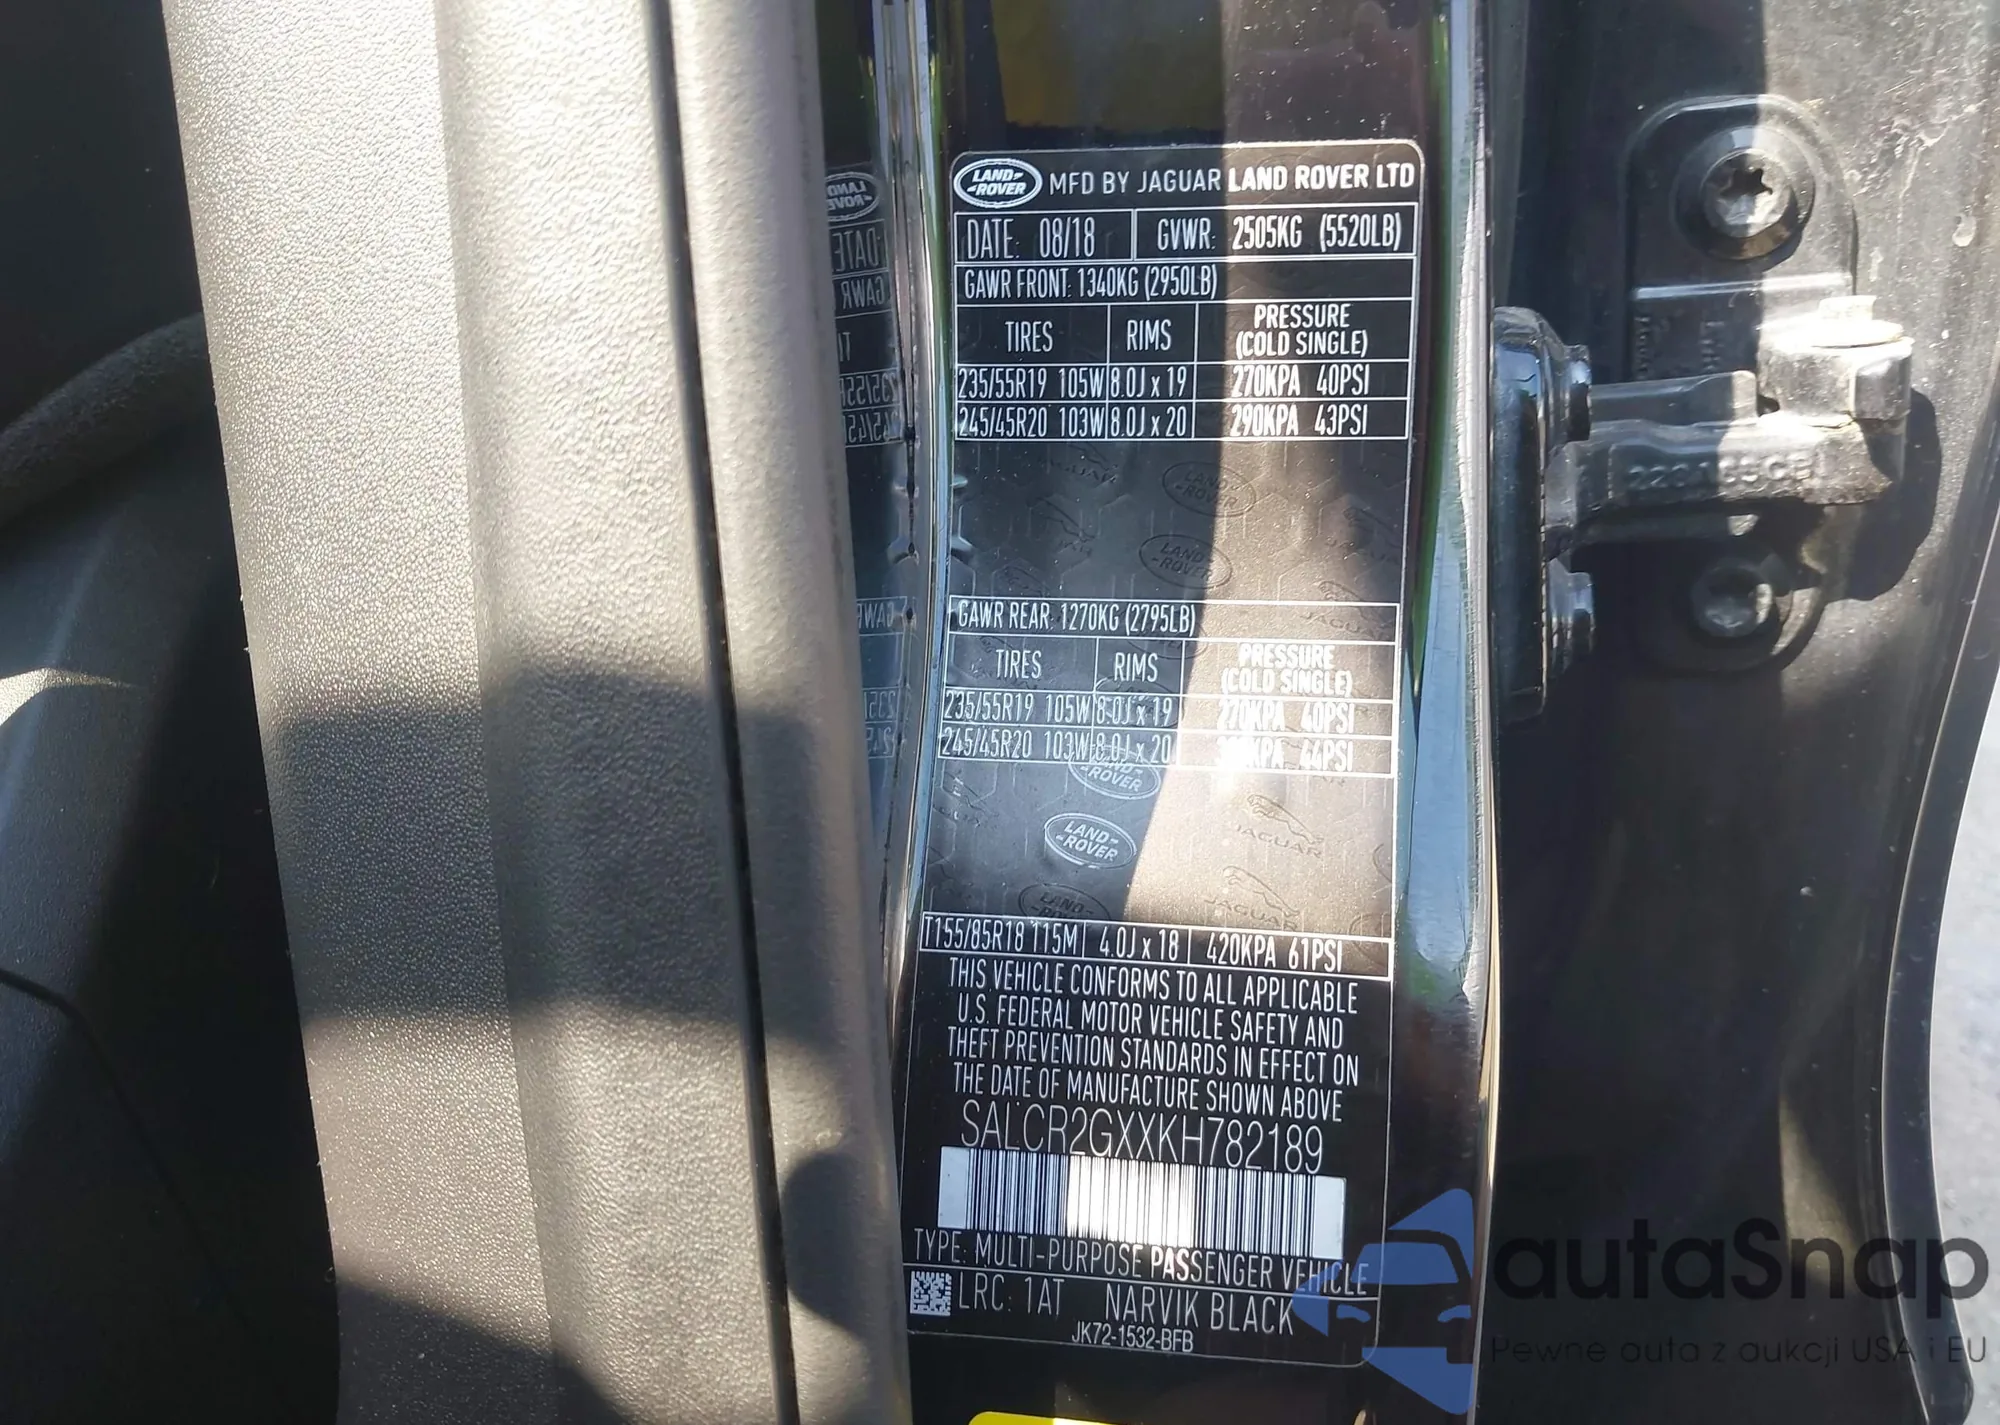 LAND ROVER MFD BY JAGUAR LAND ROVER LTD
DATE: 08/18 GVWR: 2505KG (5520LB)
GAWR FRONT: 1340KG (2950LB)
TIRES RIMS PRESSURE (COLD SINGLE)
235/55R19 105W 8.0J x 19 270KPA 40PSI
245/45R20 103W 8.0J x 20 290KPA 43PSI
GAWR REAR: 1270KG (2795LB)
TIRES RIMS PRESSURE (COLD SINGLE)
235/55R19 105W 8.0J x 19 270KPA 40PSI
245/45R20 103W 8.0J x 20 44PSI
LAND ROVER
JAGUAR
T155/85R18 115M 4.0J x 18 420KPA 61PSI
THIS VEHICLE CONFORMS TO ALL APPLICABLE
U.S. FEDERAL MOTOR VEHICLE SAFETY AND
THEFT PREVENTION STANDARDS IN EFFECT ON
THE DATE OF MANUFACTURE SHOWN ABOVE
SALCR2GXXKH782189
TYPE: MULTI-PURPOSE PASSENGER VEHICLE
LRC: 1AT NARVIK BLACK
JK72-1532-BFB
autaSnap
Pewne auta z aukcji USA i EU